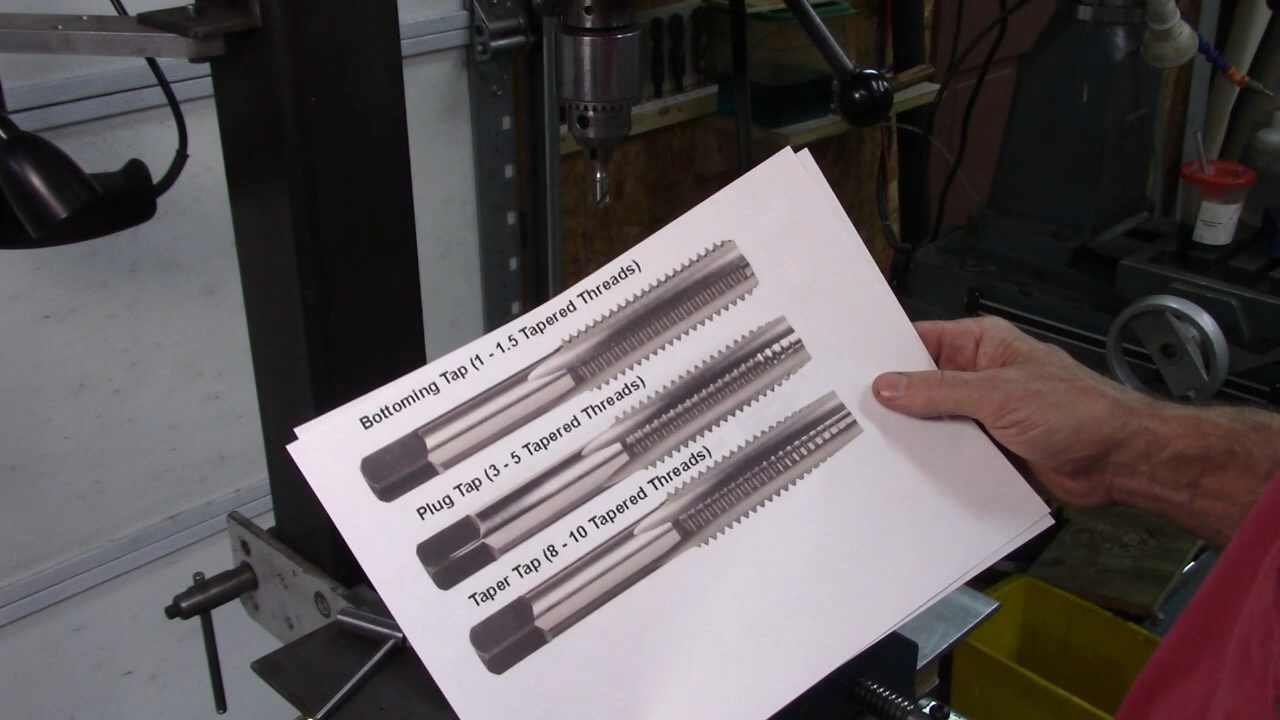 Bottoming Tap (1 - 1.5 Tapered Threads)
Plug Tap (3 - 5 Tapered Threads)
Taper Tap (8 - 10 Tapered Threads)